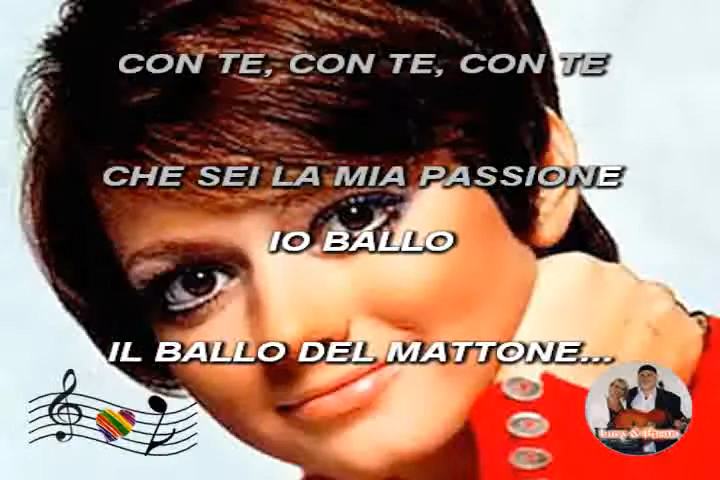 CON TE, CON TE, CON TE
CHE SEI LA MIA PASSIONE
IO BALLO
IL BALLO DEL MATTONE...